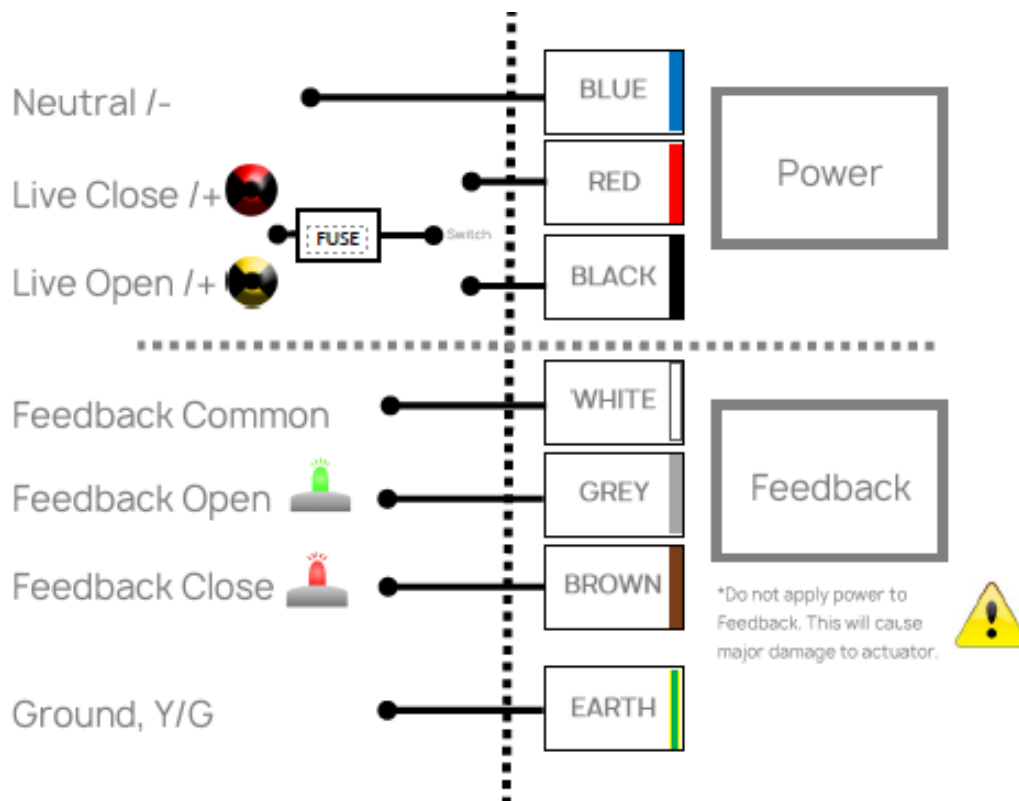 Neutral /-
BLUE
Power
Live Close /+
RED
FUSE
Switch
Live Open /+
BLACK
Feedback Common
WHITE
Feedback
Feedback Open
GREY
Feedback Close
BROWN
*Do not apply power to
Feedback. This will cause
major damage to actuator.
Ground, Y/G
EARTH